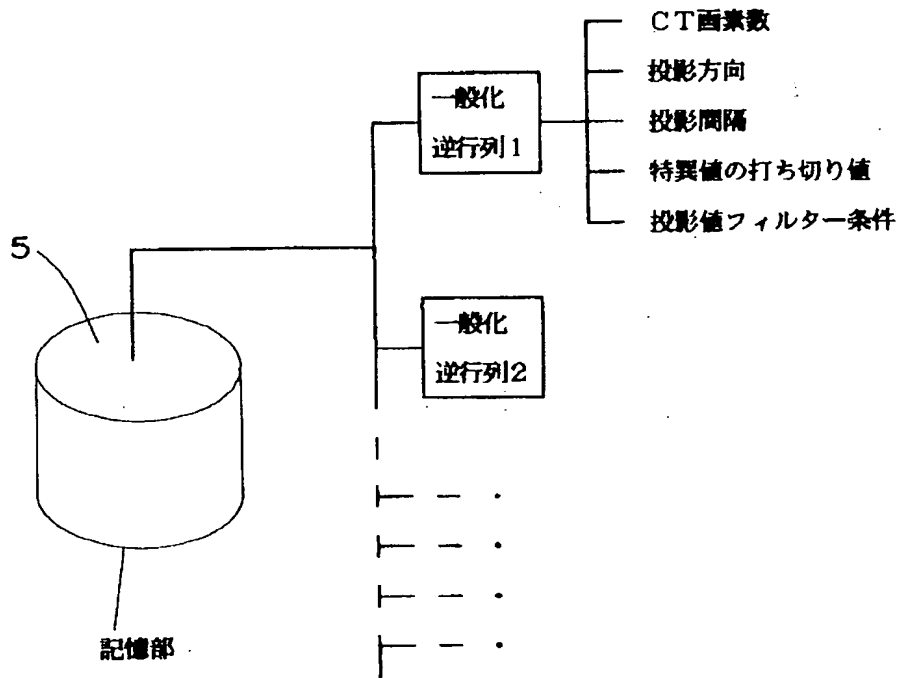 CT画素数
投影方向
投影間隔
特異値の打ち切り値
投影値フィルター条件
一般化
逆行列1
5
一般化
逆行列2
記憶部